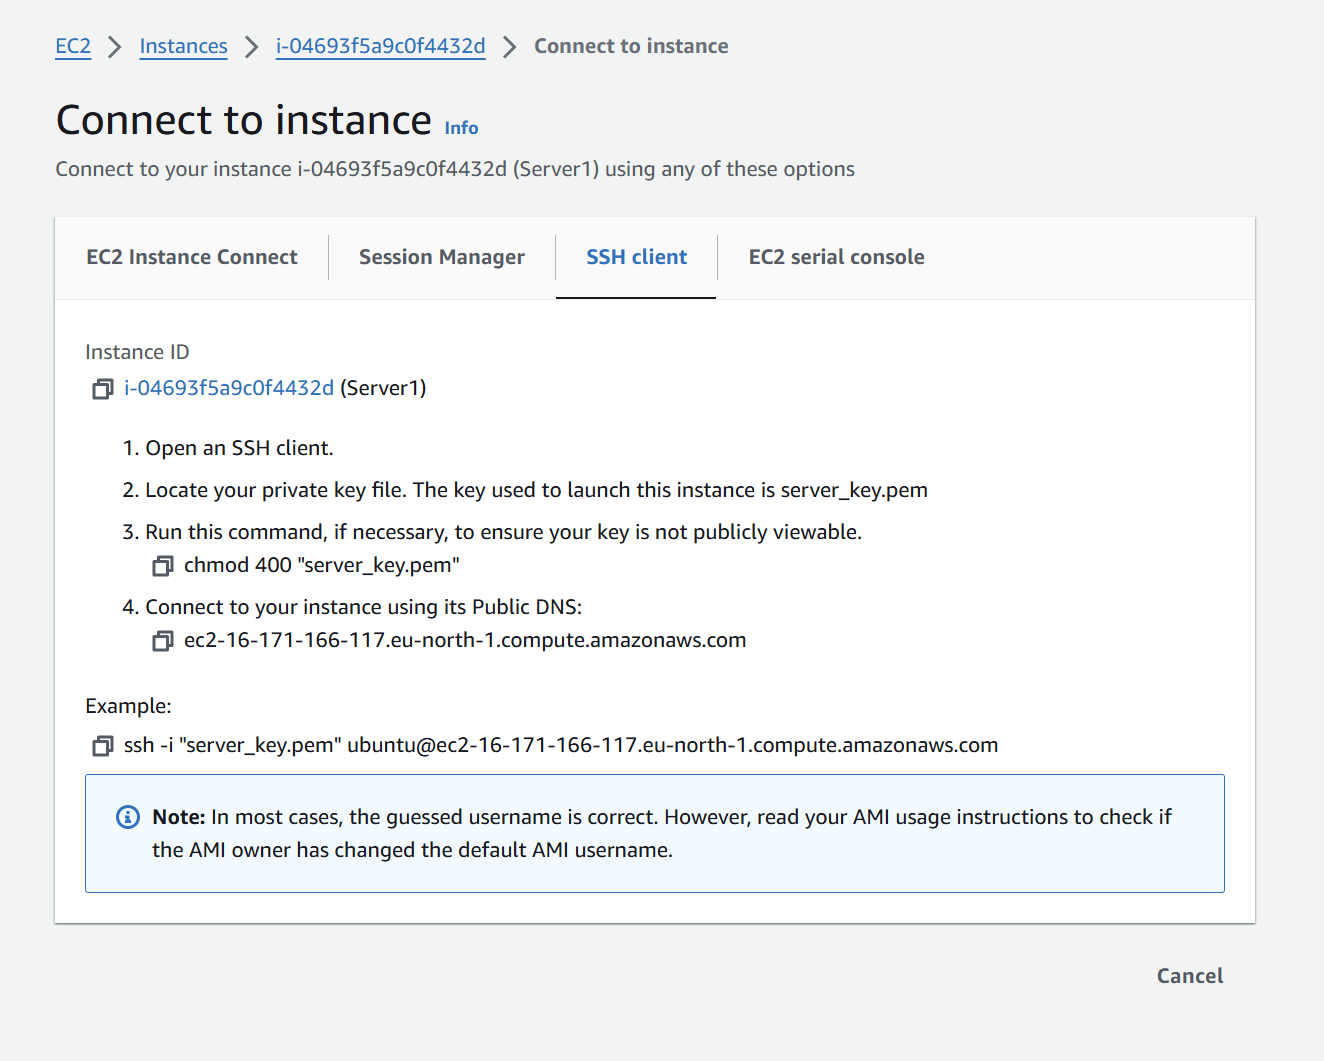 EC2 > Instances > i-04693f5a9c0f4432d > Connect to instance
Connect to instance Info
Connect to your instance i-04693f5a9c0f4432d (Server1) using any of these options
EC2 Instance Connect Session Manager SSH client EC2 serial console
Instance ID
i-04693f5a9c0f4432d (Server1)
1. Open an SSH client.
2. Locate your private key file. The key used to launch this instance is server_key.pem
3. Run this command, if necessary, to ensure your key is not publicly viewable.
chmod 400 "server_key.pem"
4. Connect to your instance using its Public DNS:
ec2-16-171-166-117.eu-north-1.compute.amazonaws.com
Example:
ssh -i "server_key.pem" ubuntu@ec2-16-171-166-117.eu-north-1.compute.amazonaws.com
Note: In most cases, the guessed username is correct. However, read your AMI usage instructions to check if
the AMI owner has changed the default AMI username.
Cancel